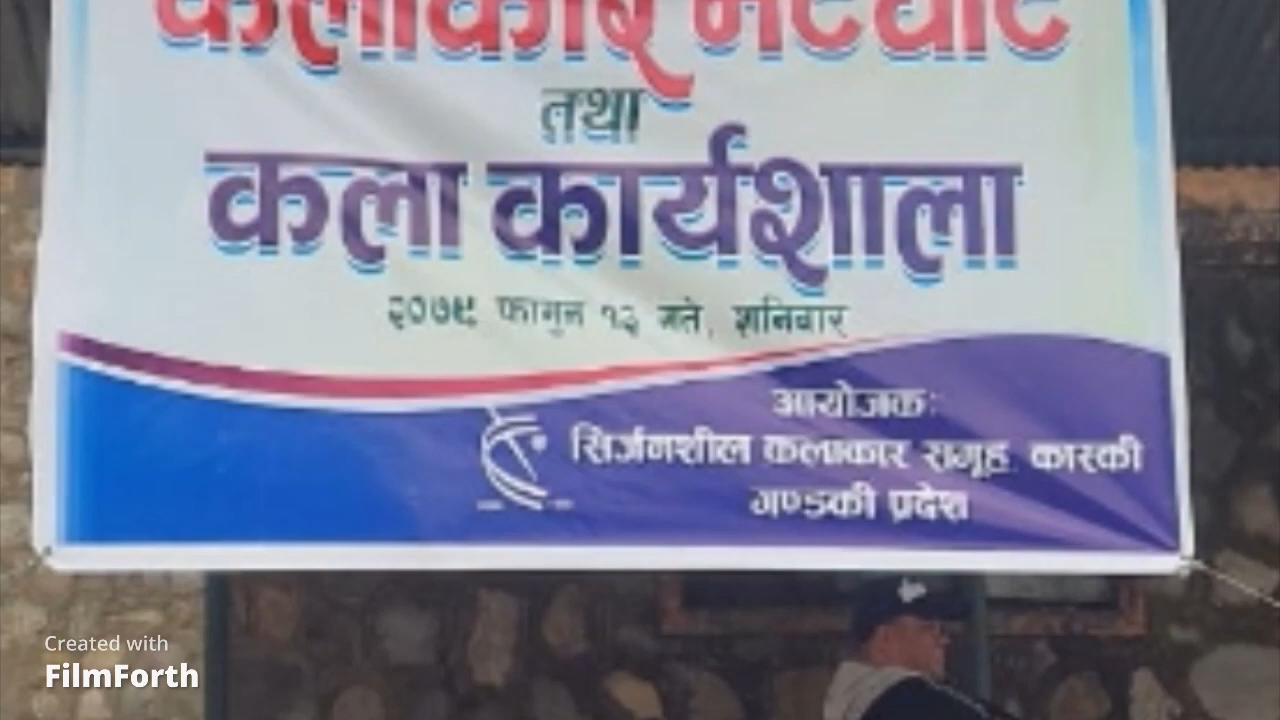 कलाकार भेटघाट
तथा
कला कार्यशाला
२०७९ फागुन १३ गते, शनिवार
आयोजकः
सिर्जनशील कलाकार समूह, कास्की
गण्डकी प्रदेश
Created with
FilmForth